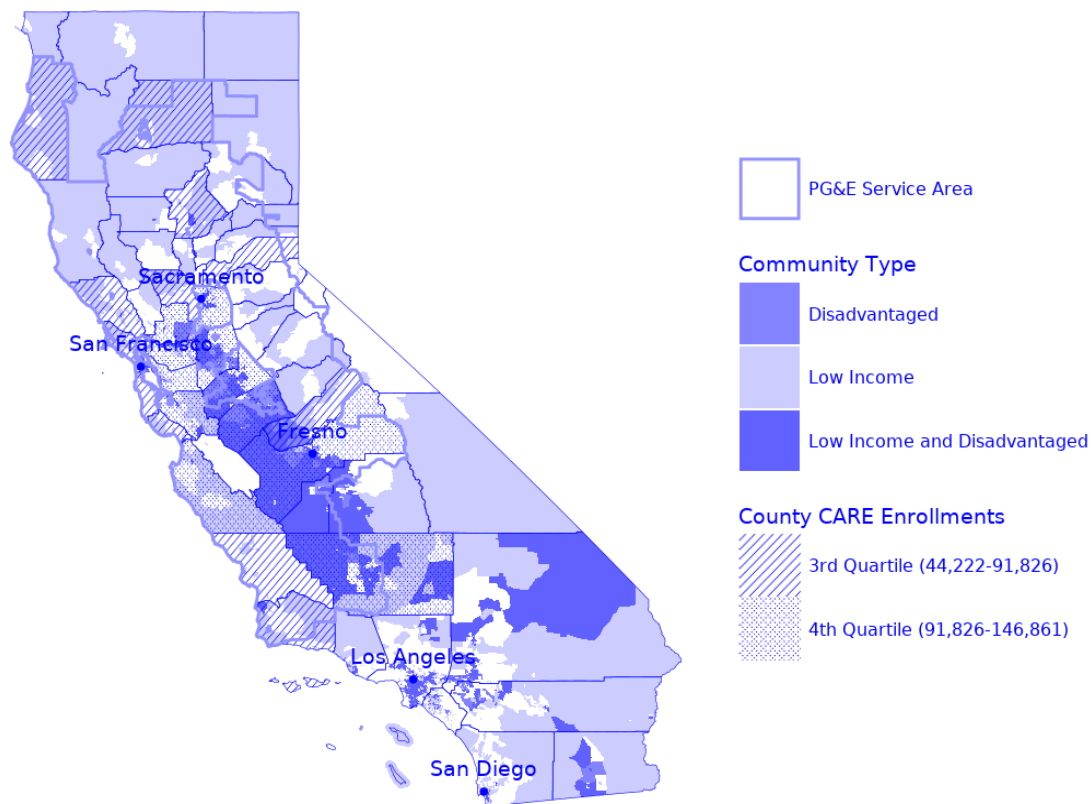 PG&E Service Area
Community Type
Disadvantaged
Low Income
Low Income and Disadvantaged
County CARE Enrollments
3rd Quartile (44,222-91,826)
4th Quartile (91,826-146,861)
Sacramento
San Francisco
Fresno
Los Angeles
San Diego